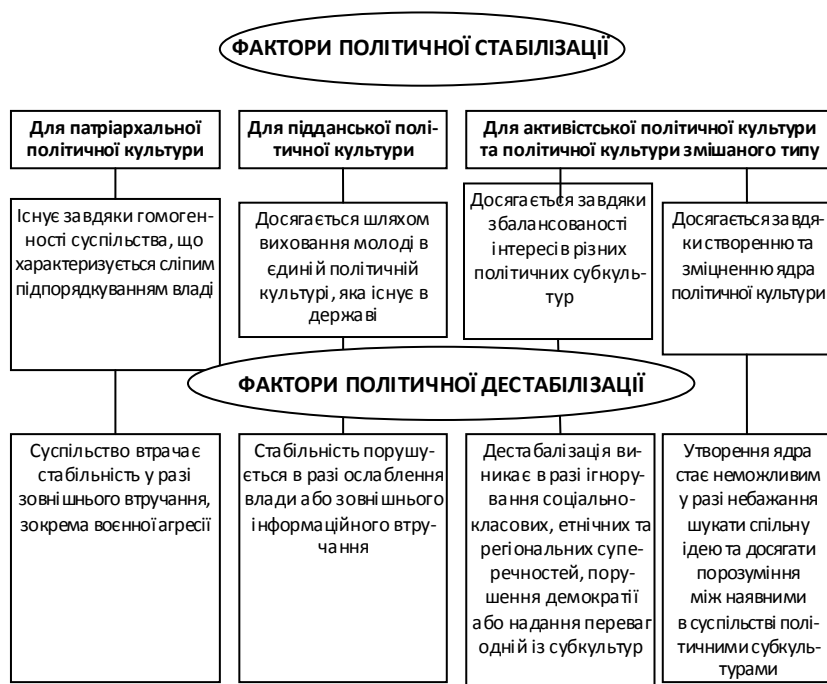 ФАКТОРИ ПОЛІТИЧНОЇ СТАБІЛІЗАЦІЇ
Для патріархальної
політичної культури
Для підданської полі-
тичної культури
Для активістської політичної культури
та політичної культури змішаного типу
Існує завдяки гомоген-
ності суспільства, що
характеризується сліпим
підпорядкуванням владі
Досягається шляхом
виховання молоді в
єдиній політичній
культурі, яка існує в
державі
Досягається завдяки
збалансованості
інтересів різних
політичних субкуль-
тур
Досягається завдя-
ки створенню та
зміцненню ядра
політичної культури
ФАКТОРИ ПОЛІТИЧНОЇ ДЕСТАБІЛІЗАЦІЇ
Суспільство втрачає
стабільність у разі
зовнішнього втручання,
зокрема воєнної агресії
Стабільність порушу-
ється в разі ослаблення
влади або зовнішнього
інформаційного втру-
чання
Дестабалізація ви-
никає в разі ігнору-
вання соціально-
класових, етнічних та
регіональних супе-
речностей, пору-
шення демократії
або надання переваг
одній із субкультур
Утворення ядра
стає неможливим
у разі небажання
шукати спільну
ідею та досягати
порозуміння
між наявними
в суспільстві полі-
тичними субкуль-
турами